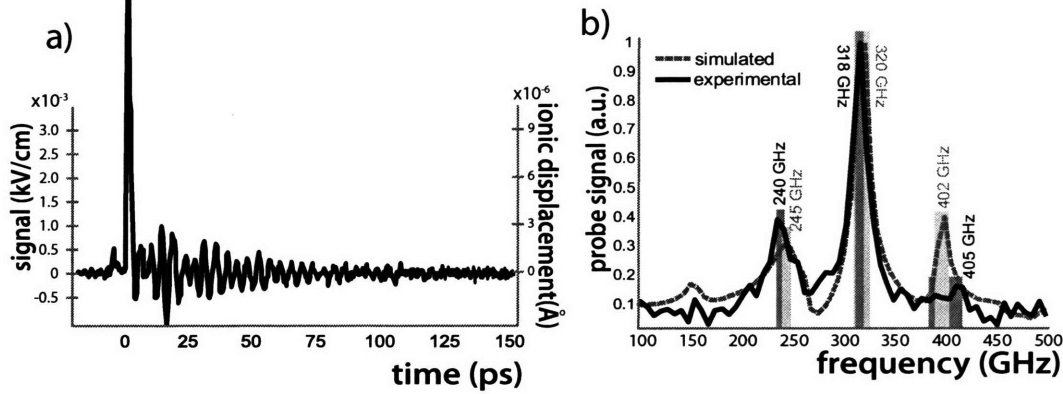 a)
x10-3
x10-6
signal (kV/cm)
3.0
2.5
2.0
1.5
1.0
0.5
0
-0.5
9
6
3
0
ionic displacement(Å)
0 25 50 75 100 125 150
time (ps)
b)
simulated
experimental
probe signal (a.u.)
1
0.9
0.8
0.7
0.6
0.5
0.4
0.3
0.2
0.1
240 GHz
245 GHz
318 GHz
320 GHz
402 GHz
405 GHz
100 150 200 250 300 350 400 450 500
frequency (GHz)